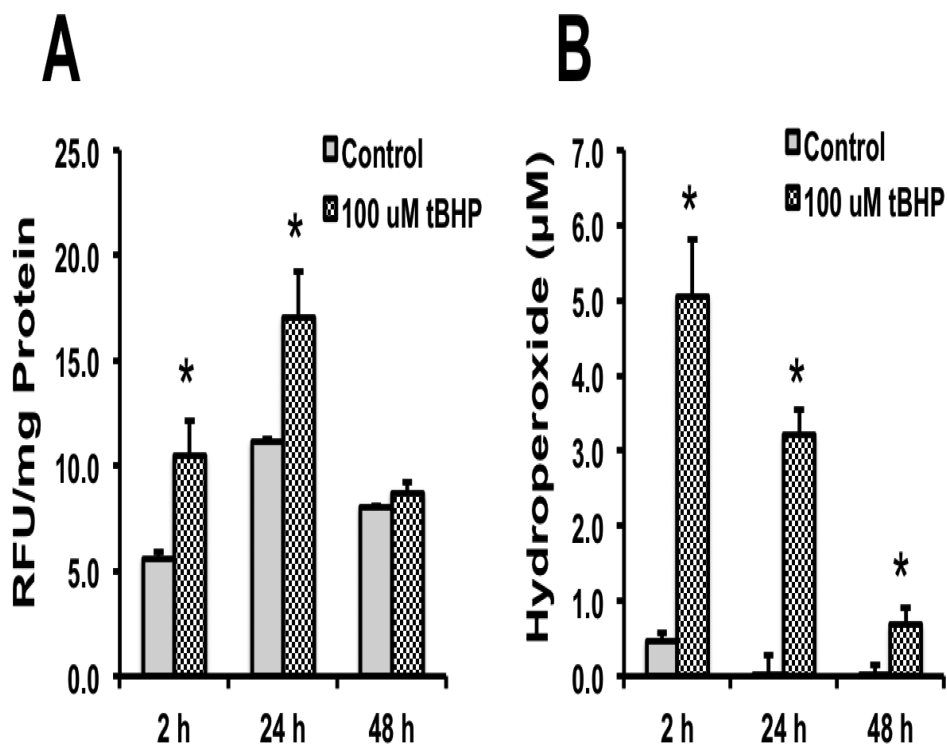 A
RFU/mg Protein
25.0
20.0
15.0
10.0
5.0
0.0
Control
100 uM tBHP
*
*
2 h
24 h
48 h
B
Hydroperoxide (µM)
7.0
6.0
5.0
4.0
3.0
2.0
1.0
0.0
Control
100 uM tBHP
*
*
*
2 h
24 h
48 h